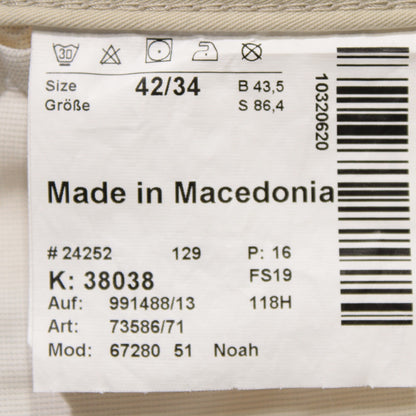 30
Size 42/34 B 43,5
Größe S 86,4
10320620
Made in Macedonia
# 24252 129 P: 16
K: 38038 FS19
Auf: 991488/13 118H
Art: 73586/71
Mod: 67280 51 Noah